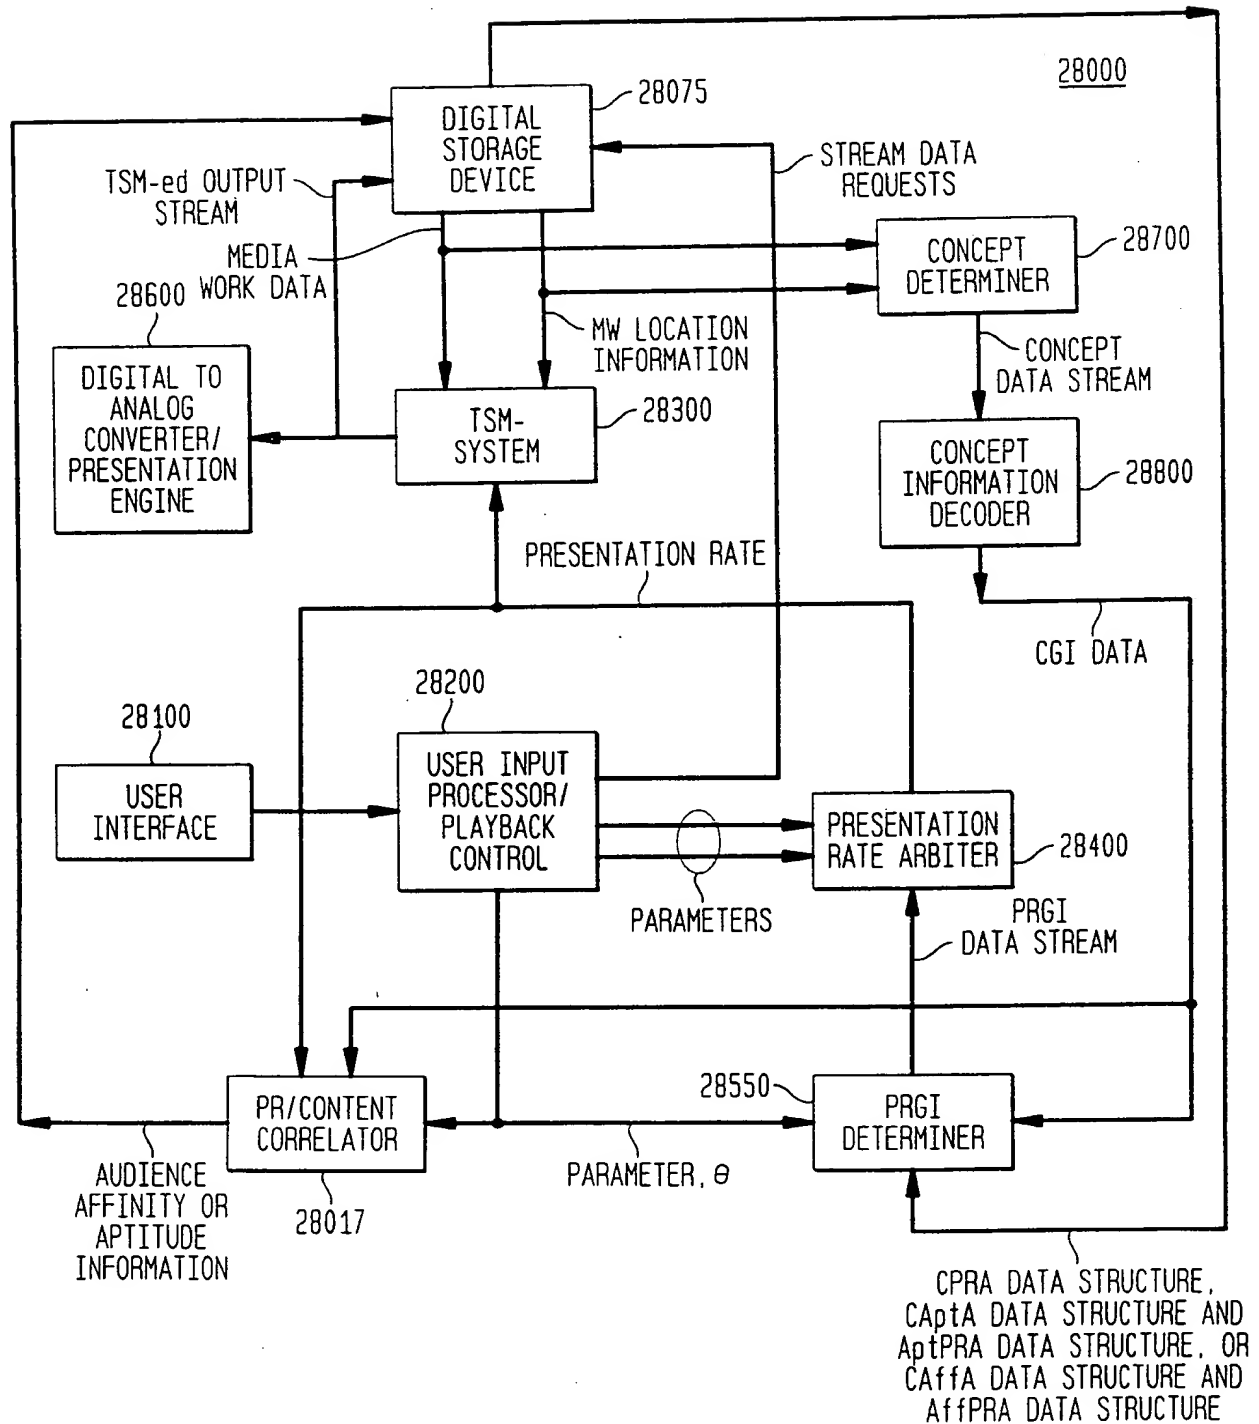 28000
28075
DIGITAL
STORAGE
DEVICE
STREAM DATA
REQUESTS
TSM-ed OUTPUT
STREAM
MEDIA
WORK DATA
28600
CONCEPT
DETERMINER
28700
MW LOCATION
INFORMATION
CONCEPT
DATA STREAM
DIGITAL TO
ANALOG
CONVERTER/
PRESENTATION
ENGINE
TSM-
SYSTEM
28300
CONCEPT
INFORMATION
DECODER
28800
PRESENTATION RATE
CGI DATA
28200
28100
USER
INTERFACE
USER INPUT
PROCESSOR/
PLAYBACK
CONTROL
PRESENTATION
RATE ARBITER
28400
PARAMETERS
PRGI
DATA STREAM
28550
PR/CONTENT
CORRELATOR
PRGI
DETERMINER
PARAMETER, θ
28017
AUDIENCE
AFFINITY OR
APTITUDE
INFORMATION
CPRA DATA STRUCTURE,
CAptA DATA STRUCTURE AND
AptPRA DATA STRUCTURE, OR
CAffA DATA STRUCTURE AND
AffPRA DATA STRUCTURE